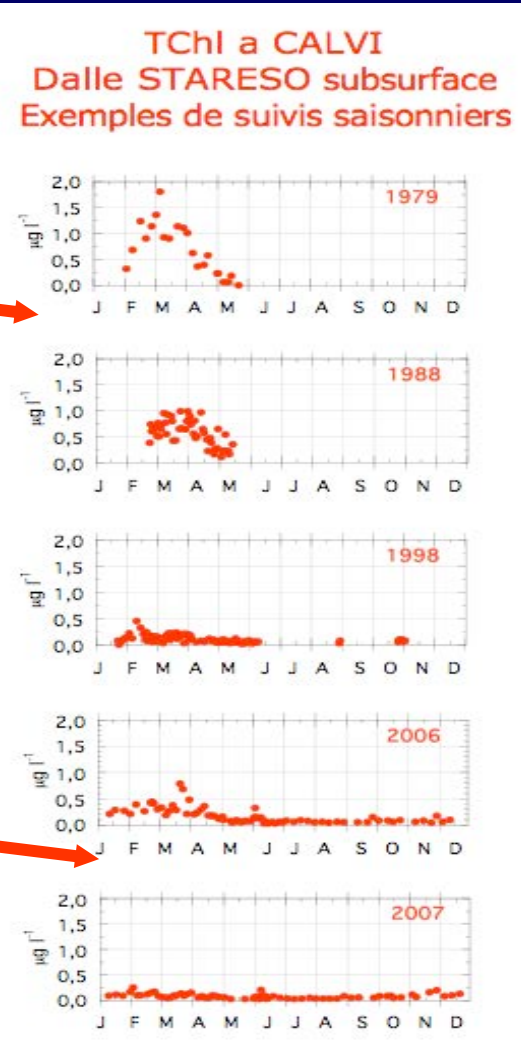 TChl a CALVI
Dalle STARESO subsurface
Exemples de suivis saisonniers
2,0
1979
1,5
µg l⁻¹
1,0
0,5
0,0
J F M A M J J A S O N D
2,0
1988
1,5
µg l⁻¹
1,0
0,5
0,0
J F M A M J J A S O N D
2,0
1998
1,5
µg l⁻¹
1,0
0,5
0,0
J F M A M J J A S O N D
2,0
2006
1,5
µg l⁻¹
1,0
0,5
0,0
J F M A M J J A S O N D
2,0
2007
1,5
µg l⁻¹
1,0
0,5
0,0
J F M A M J J A S O N D